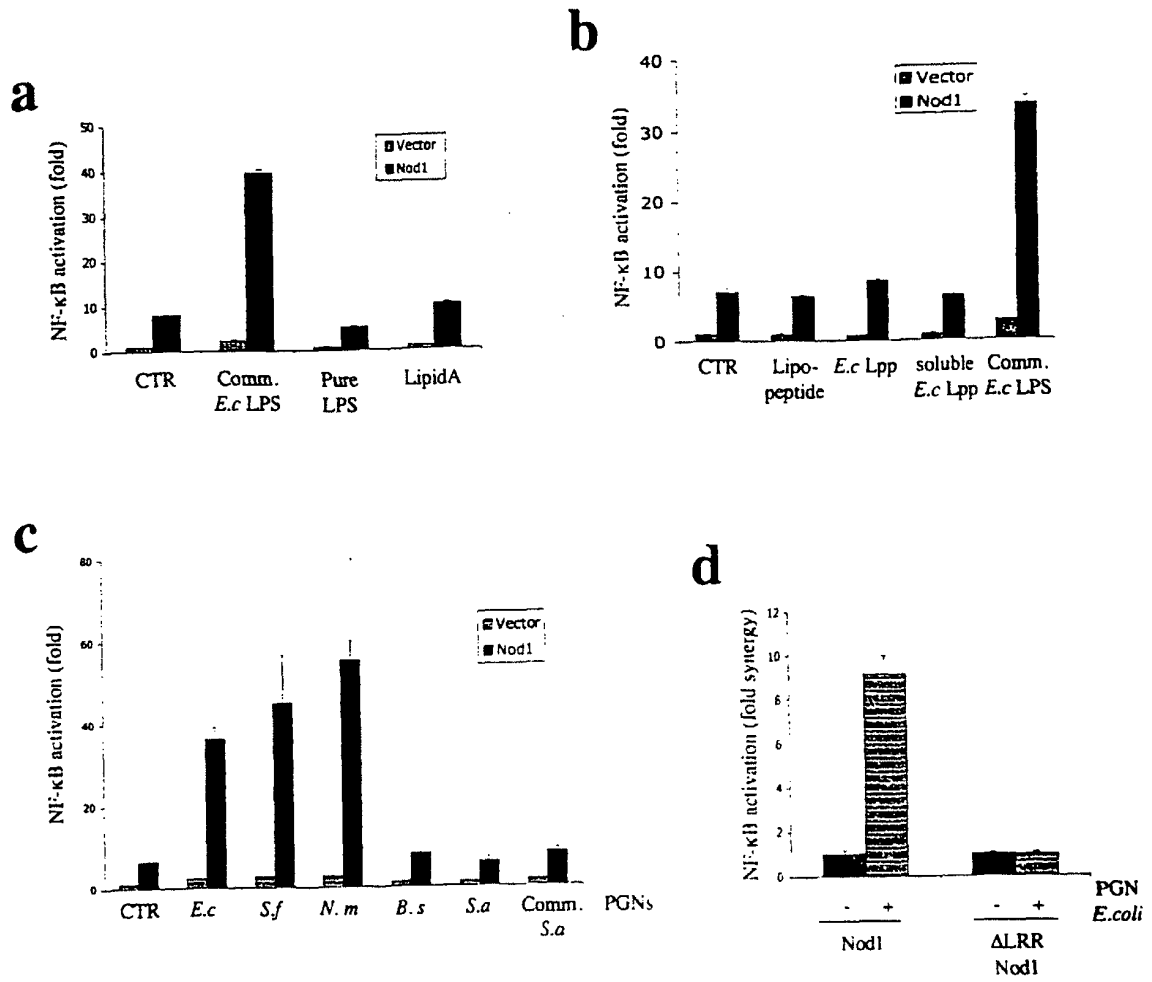 a
NF-κB activation (fold)
50
40
30
20
10
0
Vector
Nod1
CTR
Comm.
E.c LPS
Pure
LPS
LipidA
b
NF-κB activation (fold)
40
30
20
10
0
Vector
Nod1
CTR
Lipo-
peptide
E.c Lpp
soluble
E.c Lpp
Comm.
E.c LPS
c
NF-κB activation (fold)
80
60
40
20
0
Vector
Nod1
CTR
E.c
S.f
N.m
B.s
S.a
Comm.
S.a
PGNs
d
NF-κB activation (fold synergy)
12
10
8
6
4
2
0
- + - +
PGN
E.coli
Nod1
ΔLRR
Nod1